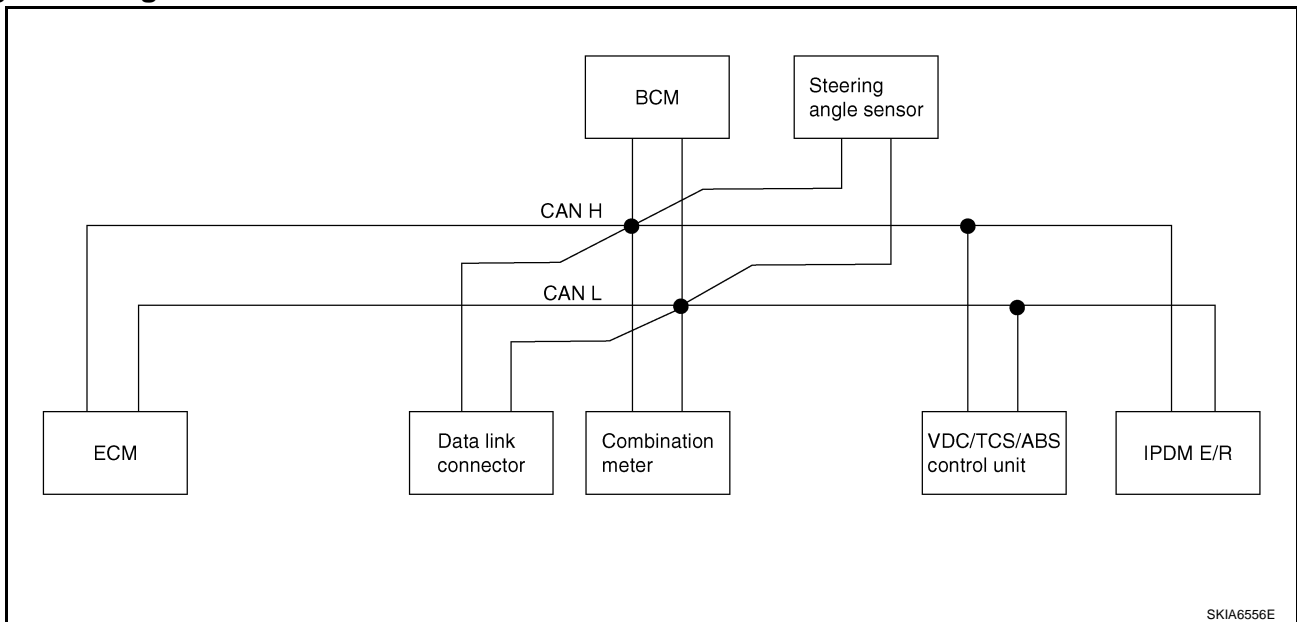 BCM
Steering
angle sensor
CAN H
CAN L
ECM
Data link
connector
Combination
meter
VDC/TCS/ABS
control unit
IPDM E/R
SKIA6556E